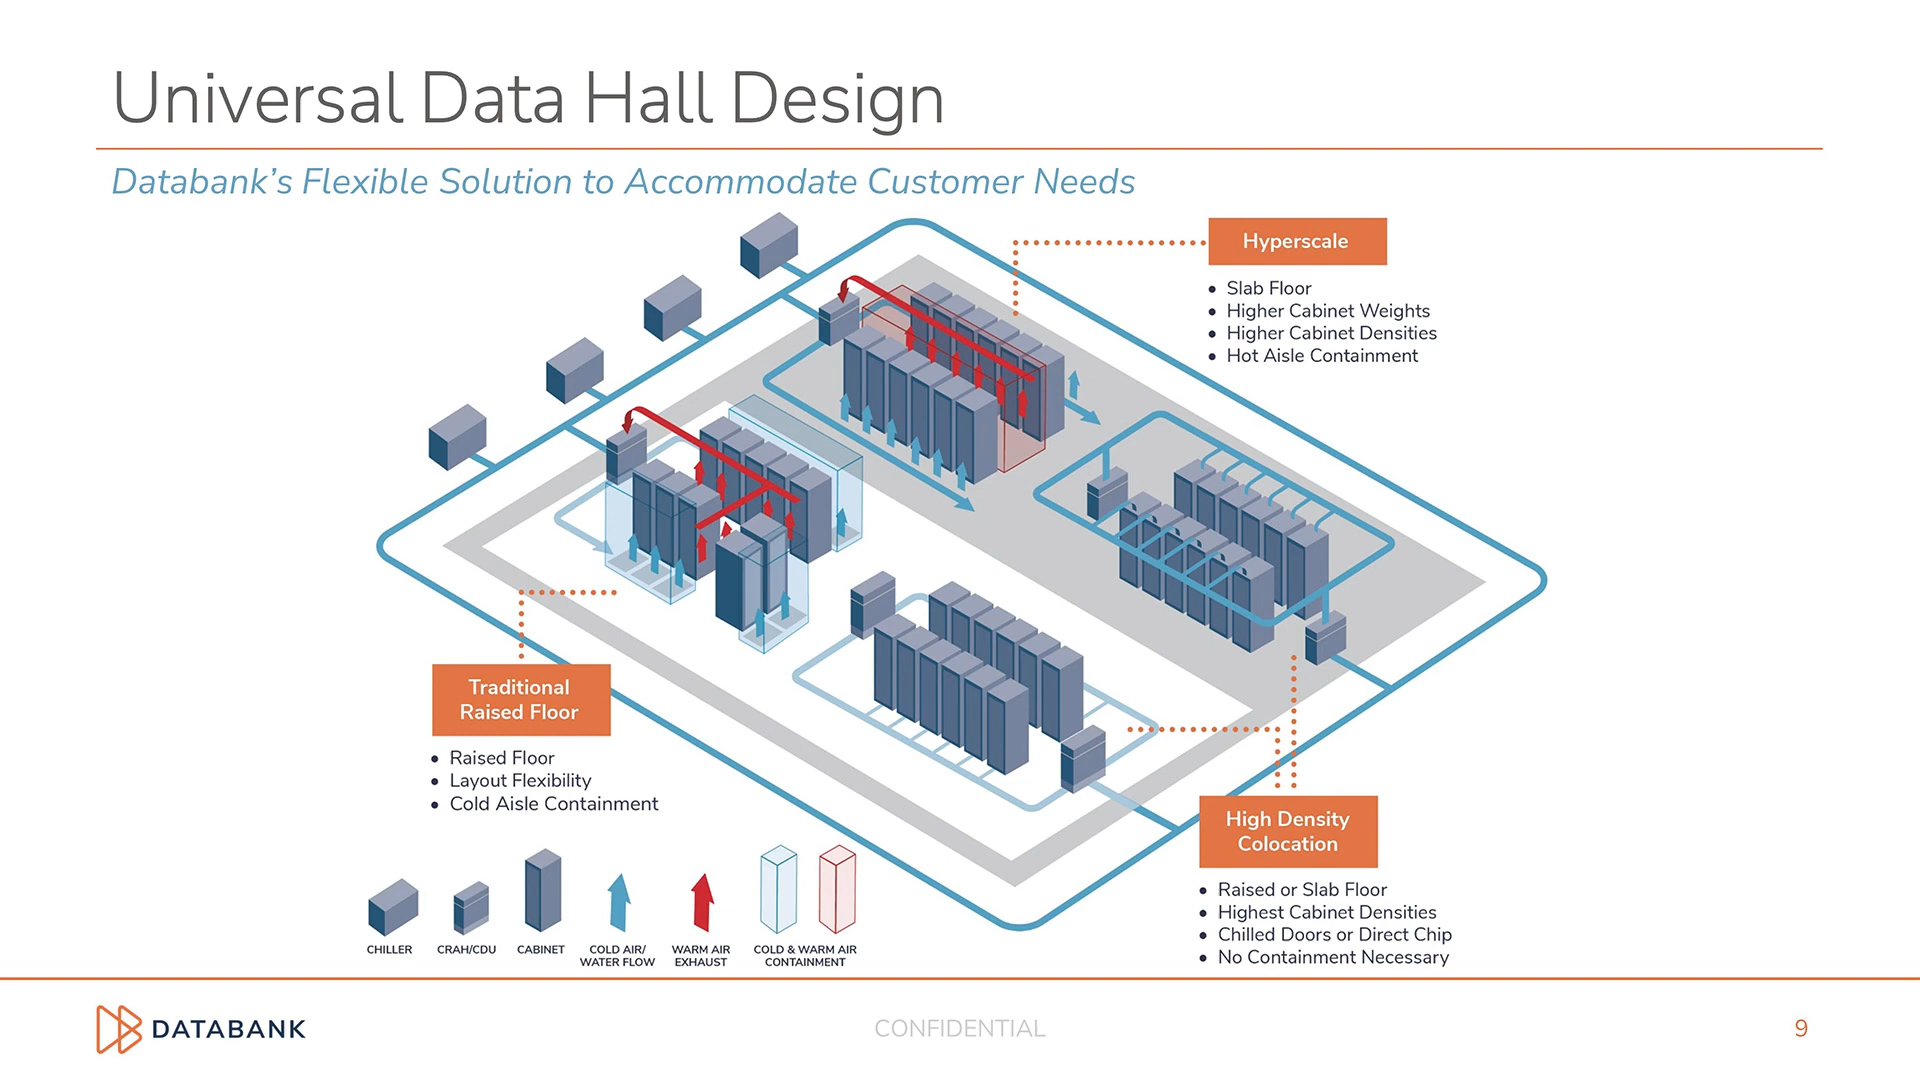 Universal Data Hall Design
Databank's Flexible Solution to Accommodate Customer Needs
Hyperscale
• Slab Floor
• Higher Cabinet Weights
• Higher Cabinet Densities
• Hot Aisle Containment
Traditional
Raised Floor
• Raised Floor
• Layout Flexibility
• Cold Aisle Containment
High Density
Colocation
• Raised or Slab Floor
• Highest Cabinet Densities
• Chilled Doors or Direct Chip
• No Containment Necessary
CHILLER
CRAH/CDU
CABINET
COLD AIR/
WATER FLOW
WARM AIR
EXHAUST
COLD & WARM AIR
CONTAINMENT
DATABANK
CONFIDENTIAL
9